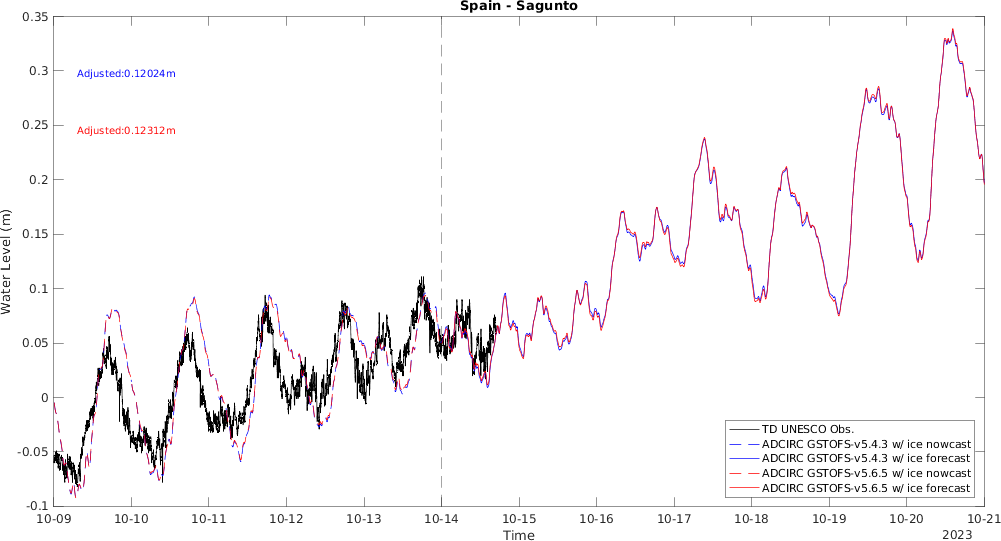 Spain - Sagunto
0.35
0.3
0.25
0.2
0.15
0.1
0.05
0
-0.05
-0.1
Water Level (m)
Adjusted:0.12024m
Adjusted:0.12312m
TD UNESCO Obs.
ADCIRC GSTOFS-v5.4.3 w/ ice nowcast
ADCIRC GSTOFS-v5.4.3 w/ ice forecast
ADCIRC GSTOFS-v5.6.5 w/ ice nowcast
ADCIRC GSTOFS-v5.6.5 w/ ice forecast
10-09 10-10 10-11 10-12 10-13 10-14 10-15 10-16 10-17 10-18 10-19 10-20 10-21
Time
2023